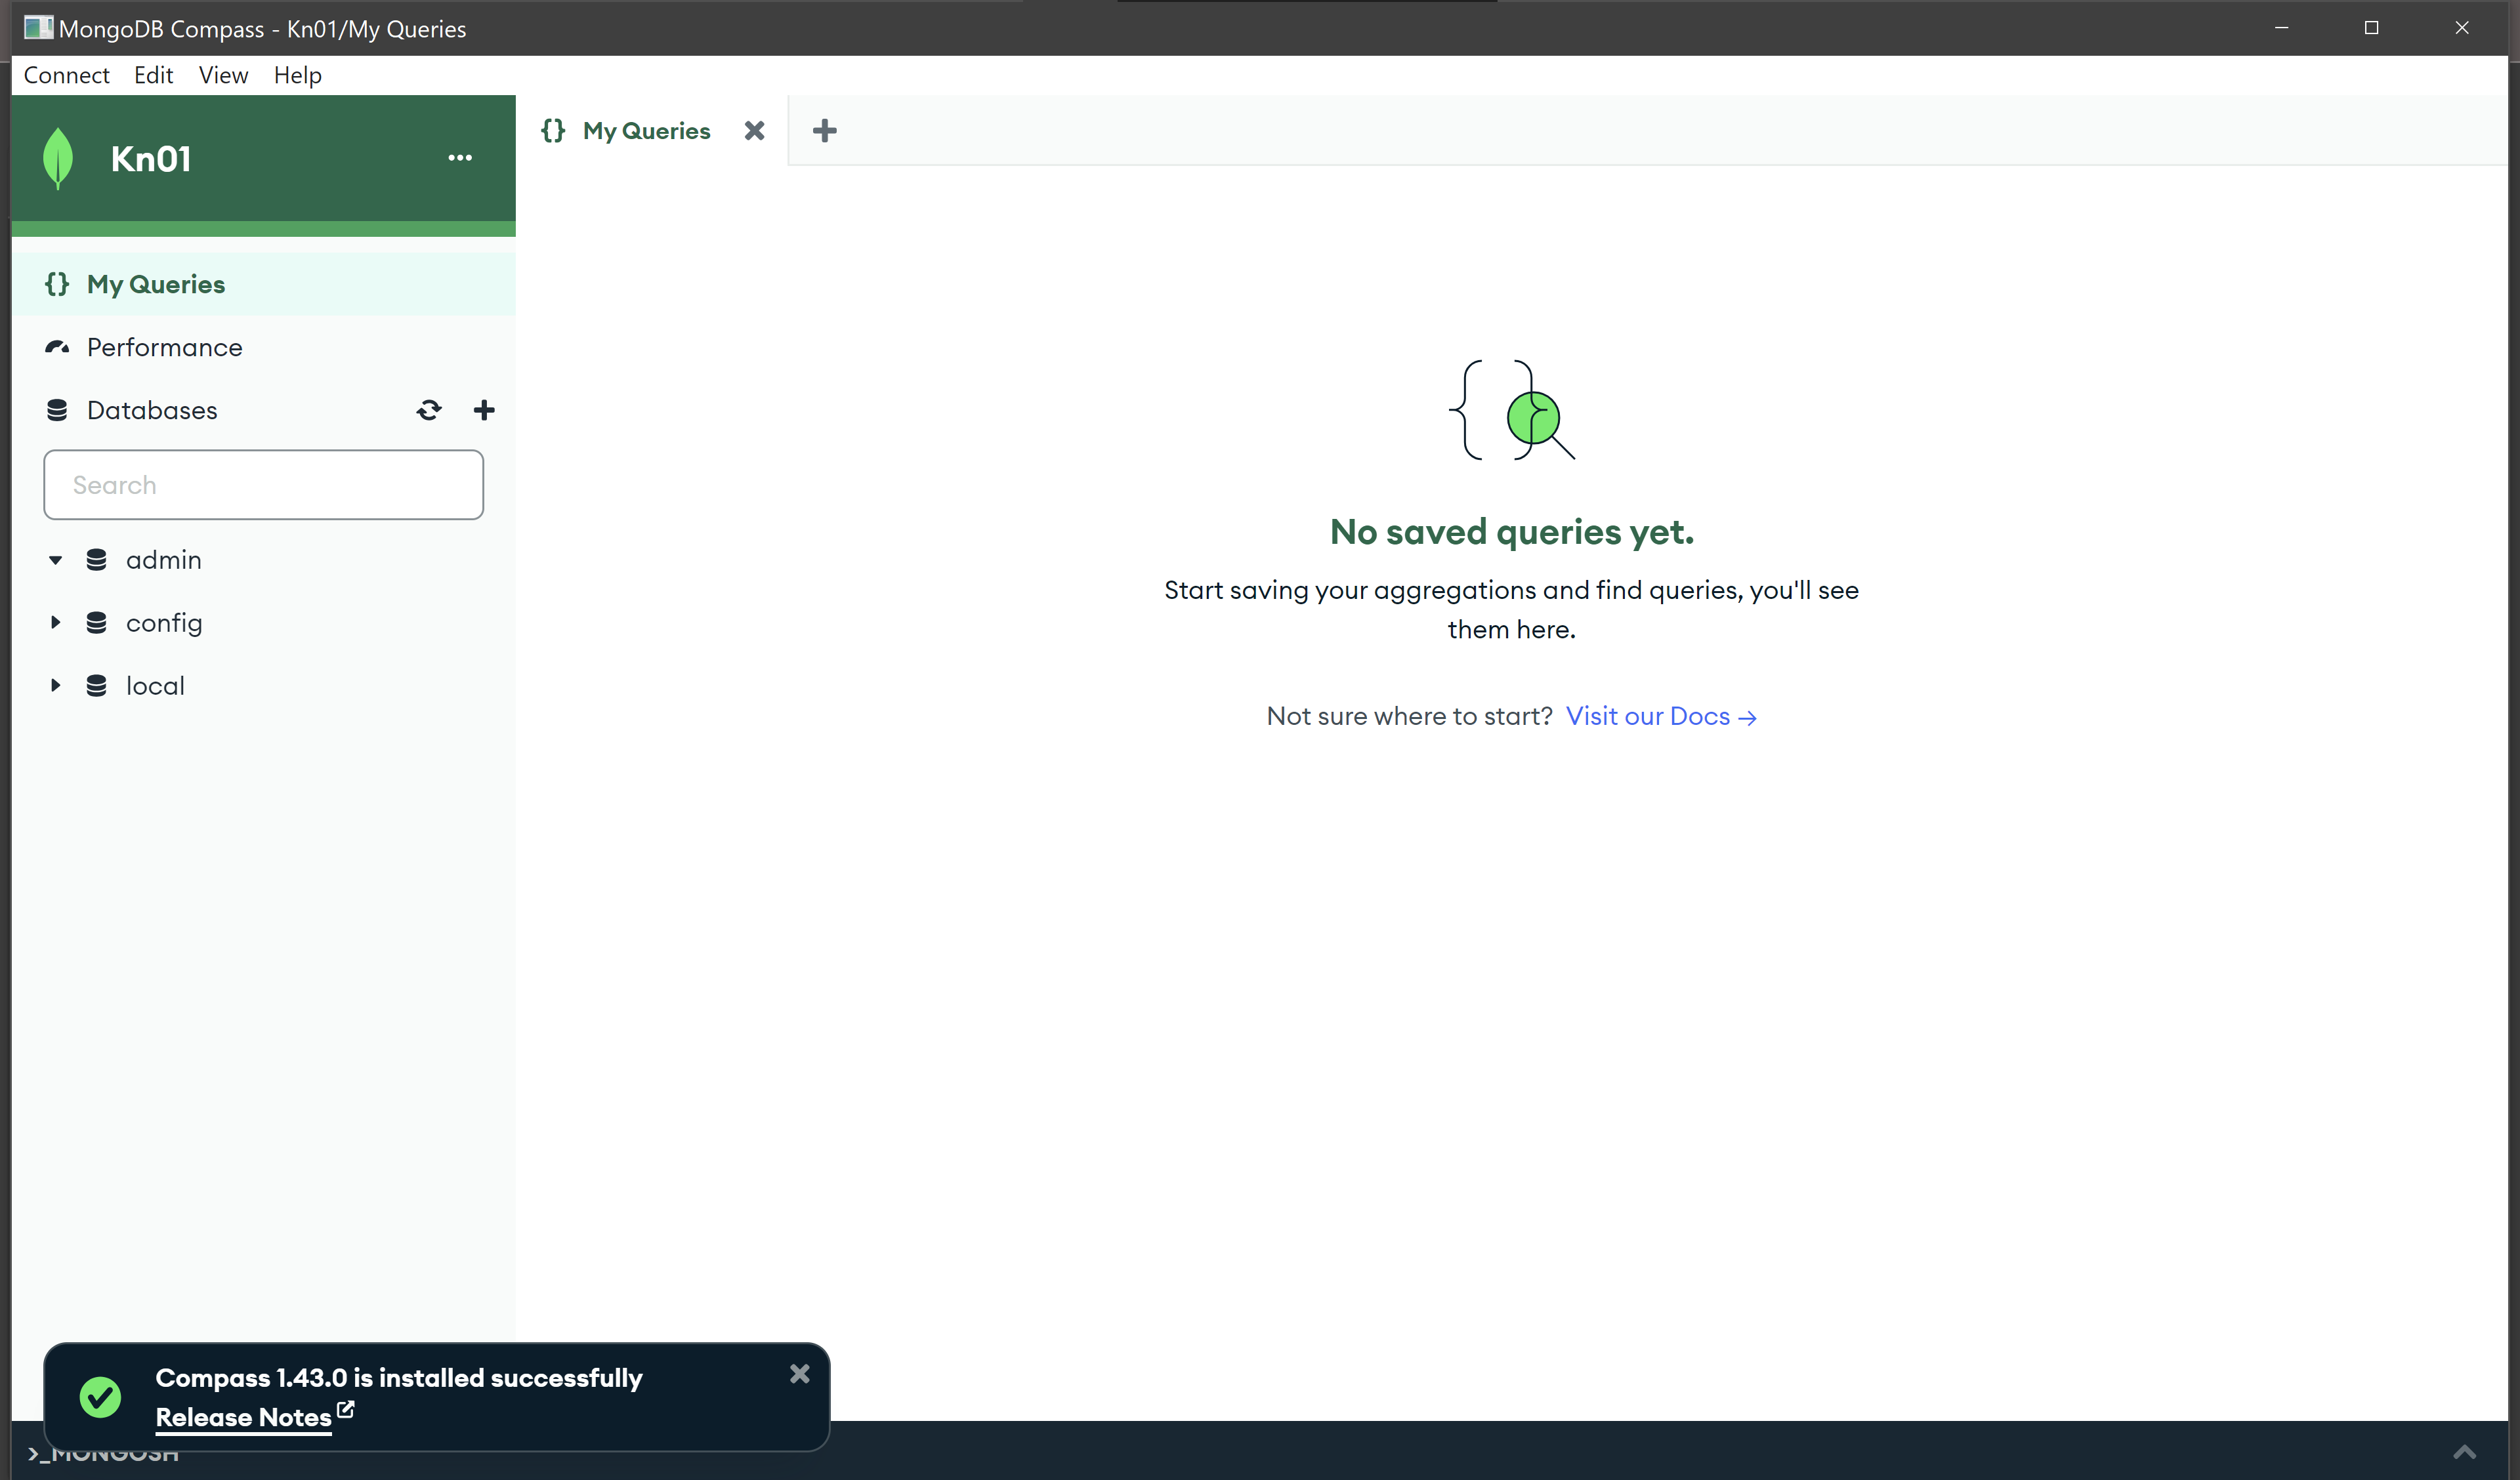 MongoDB Compass - Kn01/My Queries
Connect Edit View Help
Kn01
My Queries
Performance
Databases
Search
admin
config
local
My Queries
No saved queries yet.
Start saving your aggregations and find queries, you'll see
them here.
Not sure where to start? Visit our Docs →
Compass 1.43.0 is installed successfully
Release Notes
>_MONGOSH